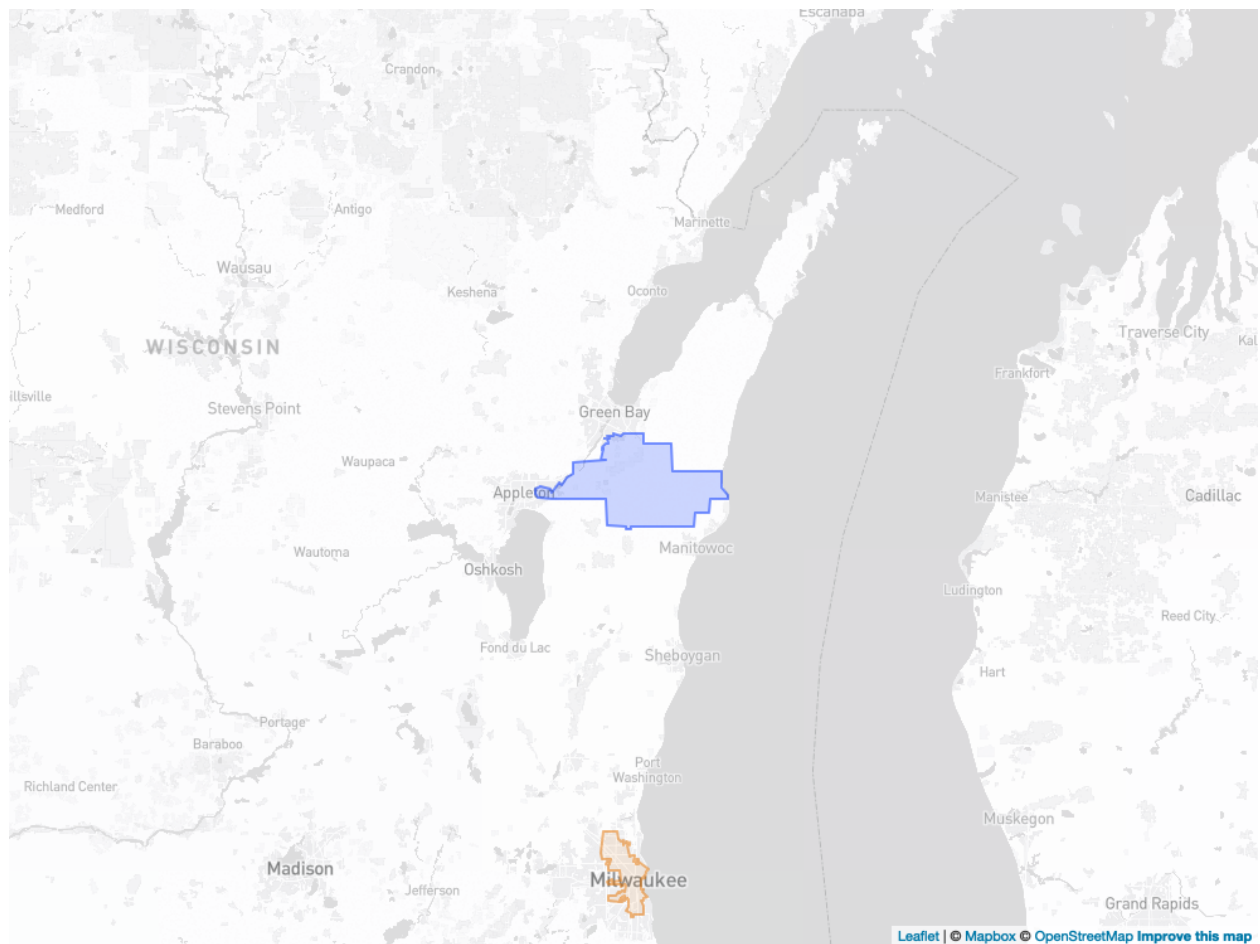 Escanaba
Crandon
Medford
Antigo
Marinette
Wausau
Keshena
Oconto
WISCONSIN
Traverse City
Kal
Frankfort
illsville
Stevens Point
Green Bay
Waupaca
Appleton
Manistee
Cadillac
Wautoma
Manitowoc
Oshkosh
Ludington
Reed City
Fond du Lac
Sheboygan
Hart
Portage
Baraboo
Port
Washington
Richland Center
Muskegon
Madison
Milwaukee
Jefferson
Grand Rapids
Leaflet | © Mapbox © OpenStreetMap Improve this map